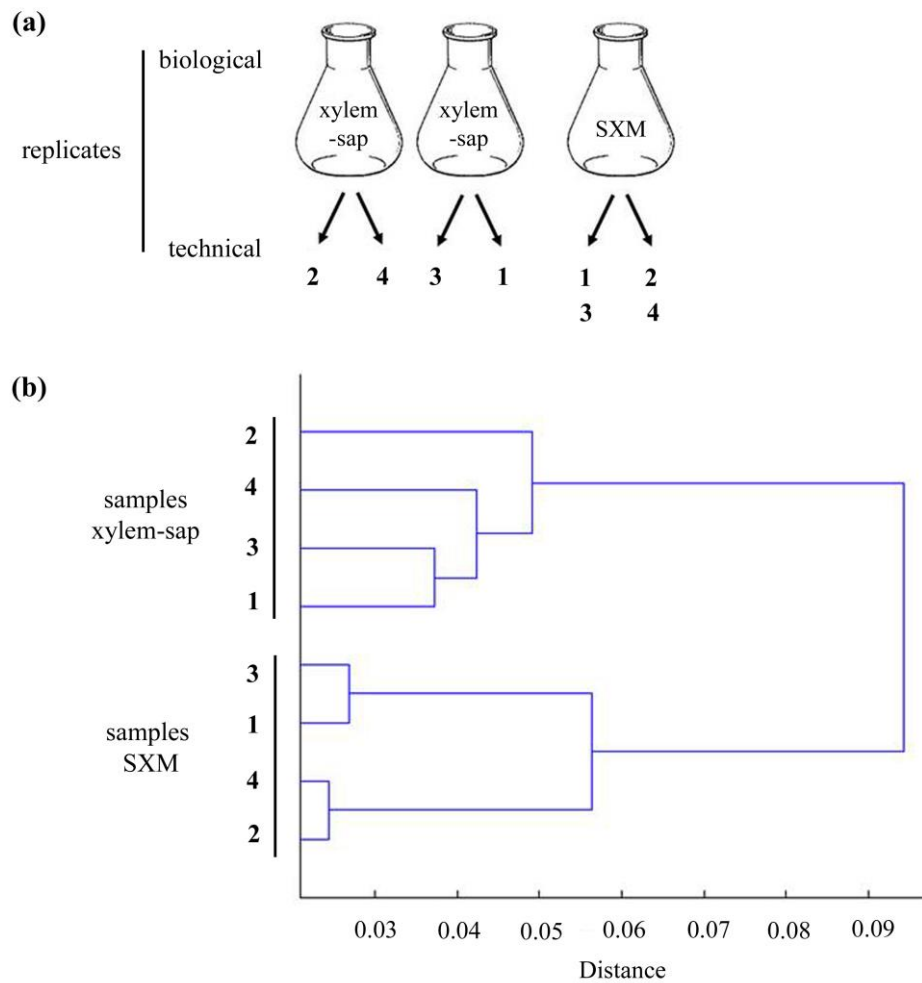 (a)
biological
replicates
technical
xylem
-sap
xylem
-sap
SXM
2 4 3 1 1 2
3 4
(b)
samples
xylem-sap
2
4
3
1
samples
SXM
3
1
4
2
0.03 0.04 0.05 0.06 0.07 0.08 0.09
Distance